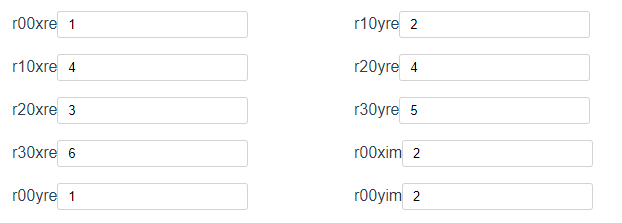 r00xre 1 r10yre 2
r10xre 4 r20yre 4
r20xre 3 r30yre 5
r30xre 6 r00xim 2
r00yre 1 r00yim 2